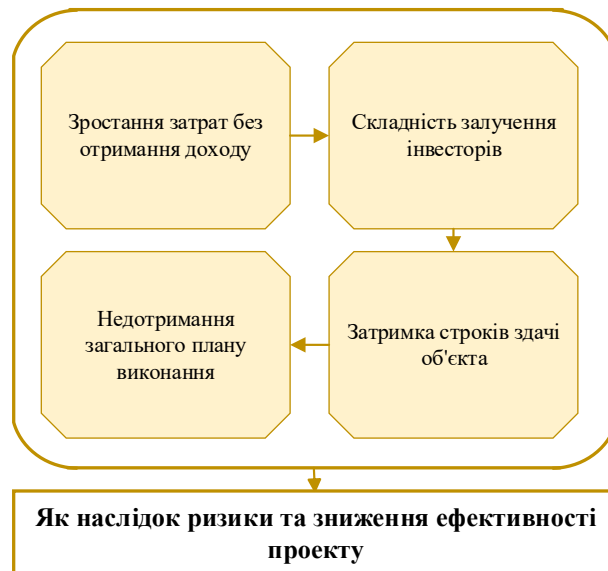 Зростання затрат без
отримання доходу
Складність залучення
інвесторів
Затримка строків здачі
об'єкта
Недотримання
загального плану
виконання
Як наслідок ризики та зниження ефективності
проекту